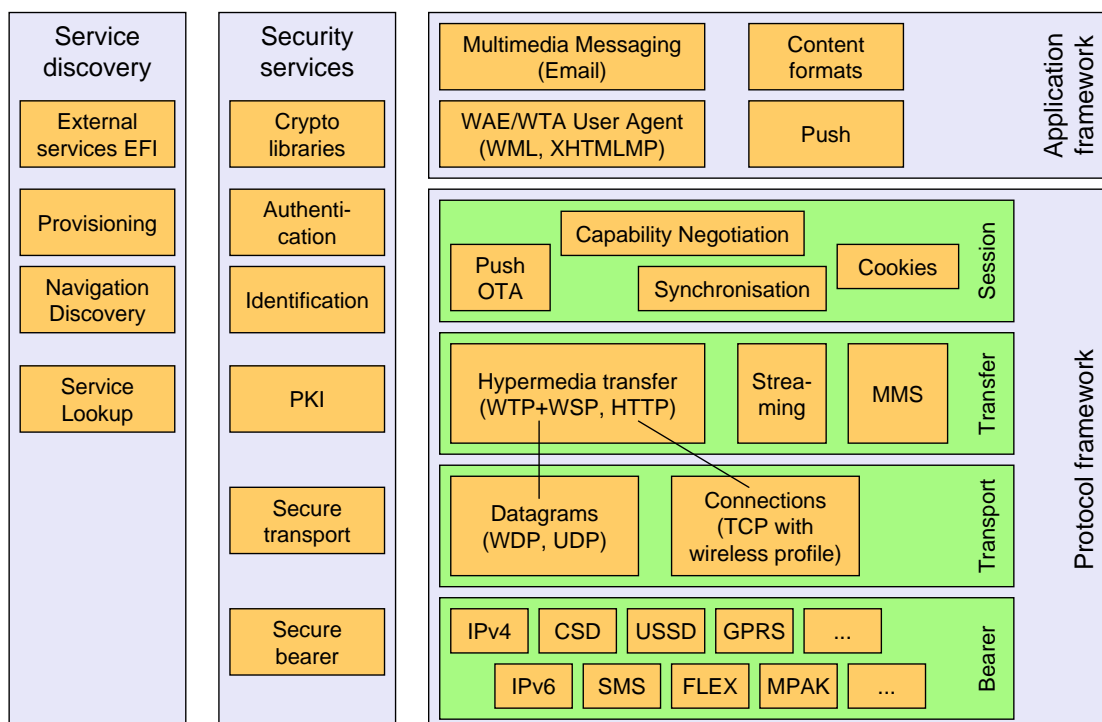 Service
discovery
External
services EFI
Provisioning
Navigation
Discovery
Service
Lookup
Security
services
Crypto
libraries
Authenti-
cation
Identification
PKI
Secure
transport
Secure
bearer
Multimedia Messaging
(Email)
Content
formats
WAE/WTA User Agent
(WML, XHTMLMP)
Push
Application
framework
Capability Negotiation
Push
OTA
Synchronisation
Cookies
Session
Hypermedia transfer
(WTP+WSP, HTTP)
Strea-
ming
MMS
Transfer
Datagrams
(WDP, UDP)
Connections
(TCP with
wireless profile)
Transport
IPv4
CSD
USSD
GPRS
...
IPv6
SMS
FLEX
MPAK
...
Bearer
Protocol framework